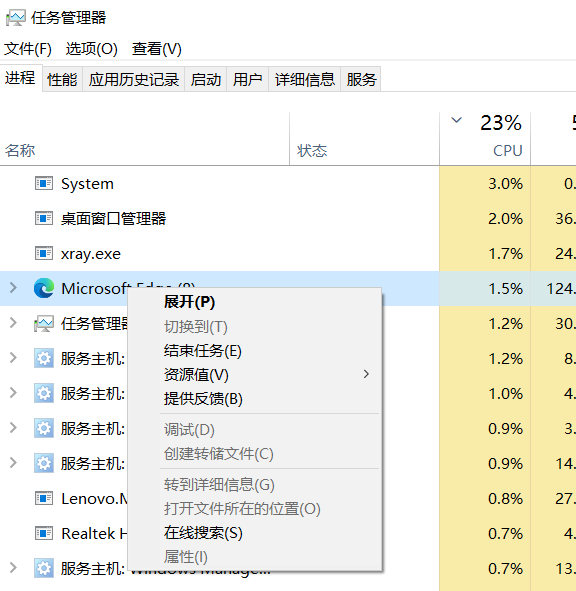 任务管理器
文件(F) 选项(O) 查看(V)
进程 性能 应用历史记录 启动 用户 详细信息 服务
23%
名称 状态 CPU
System 3.0% 0.
桌面窗口管理器 2.0% 36.
xray.exe 1.7% 24.
Microsoft Edge (8) 1.5% 124.
展开(P)
任务管理器 1.2% 30.
切换到(T)
结束任务(E)
服务主机: 1.2% 8.
资源值(V)
服务主机: 1.0% 4.
提供反馈(B)
服务主机: 0.9% 3.
调试(D)
创建转储文件(C)
服务主机: 0.9% 14.
转到详细信息(G)
Lenovo.M 0.8% 27.
打开文件所在的位置(O)
Realtek H 0.7% 4.
在线搜索(S)
属性(I)
服务主机: Windows Manage... 0.7% 13.